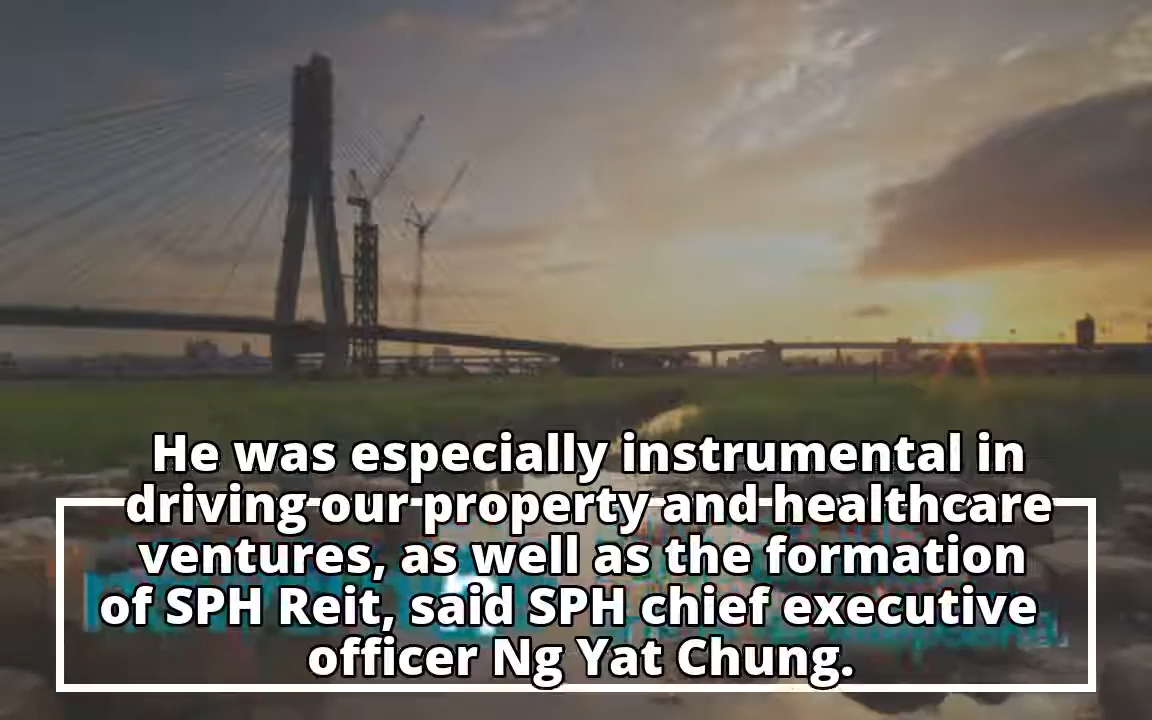 He was especially instrumental in
driving our property and healthcare
ventures, as well as the formation
of SPH Reit, said SPH chief executive
officer Ng Yat Chung.